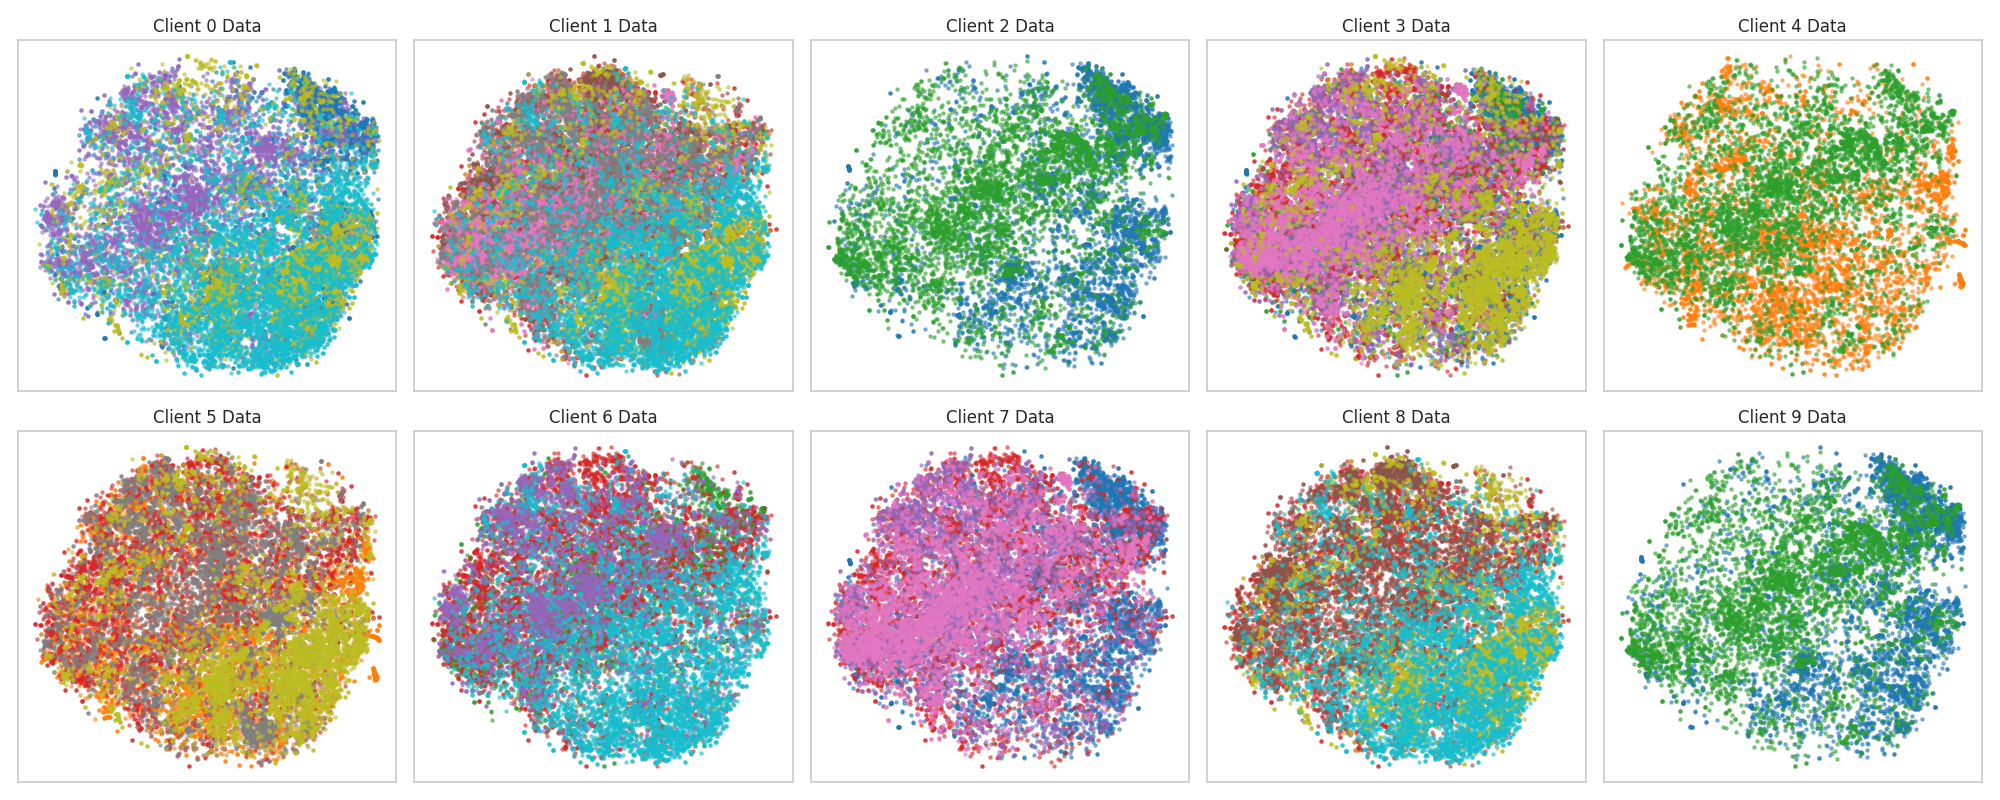 Client 0 Data
Client 1 Data
Client 2 Data
Client 3 Data
Client 4 Data
Client 5 Data
Client 6 Data
Client 7 Data
Client 8 Data
Client 9 Data